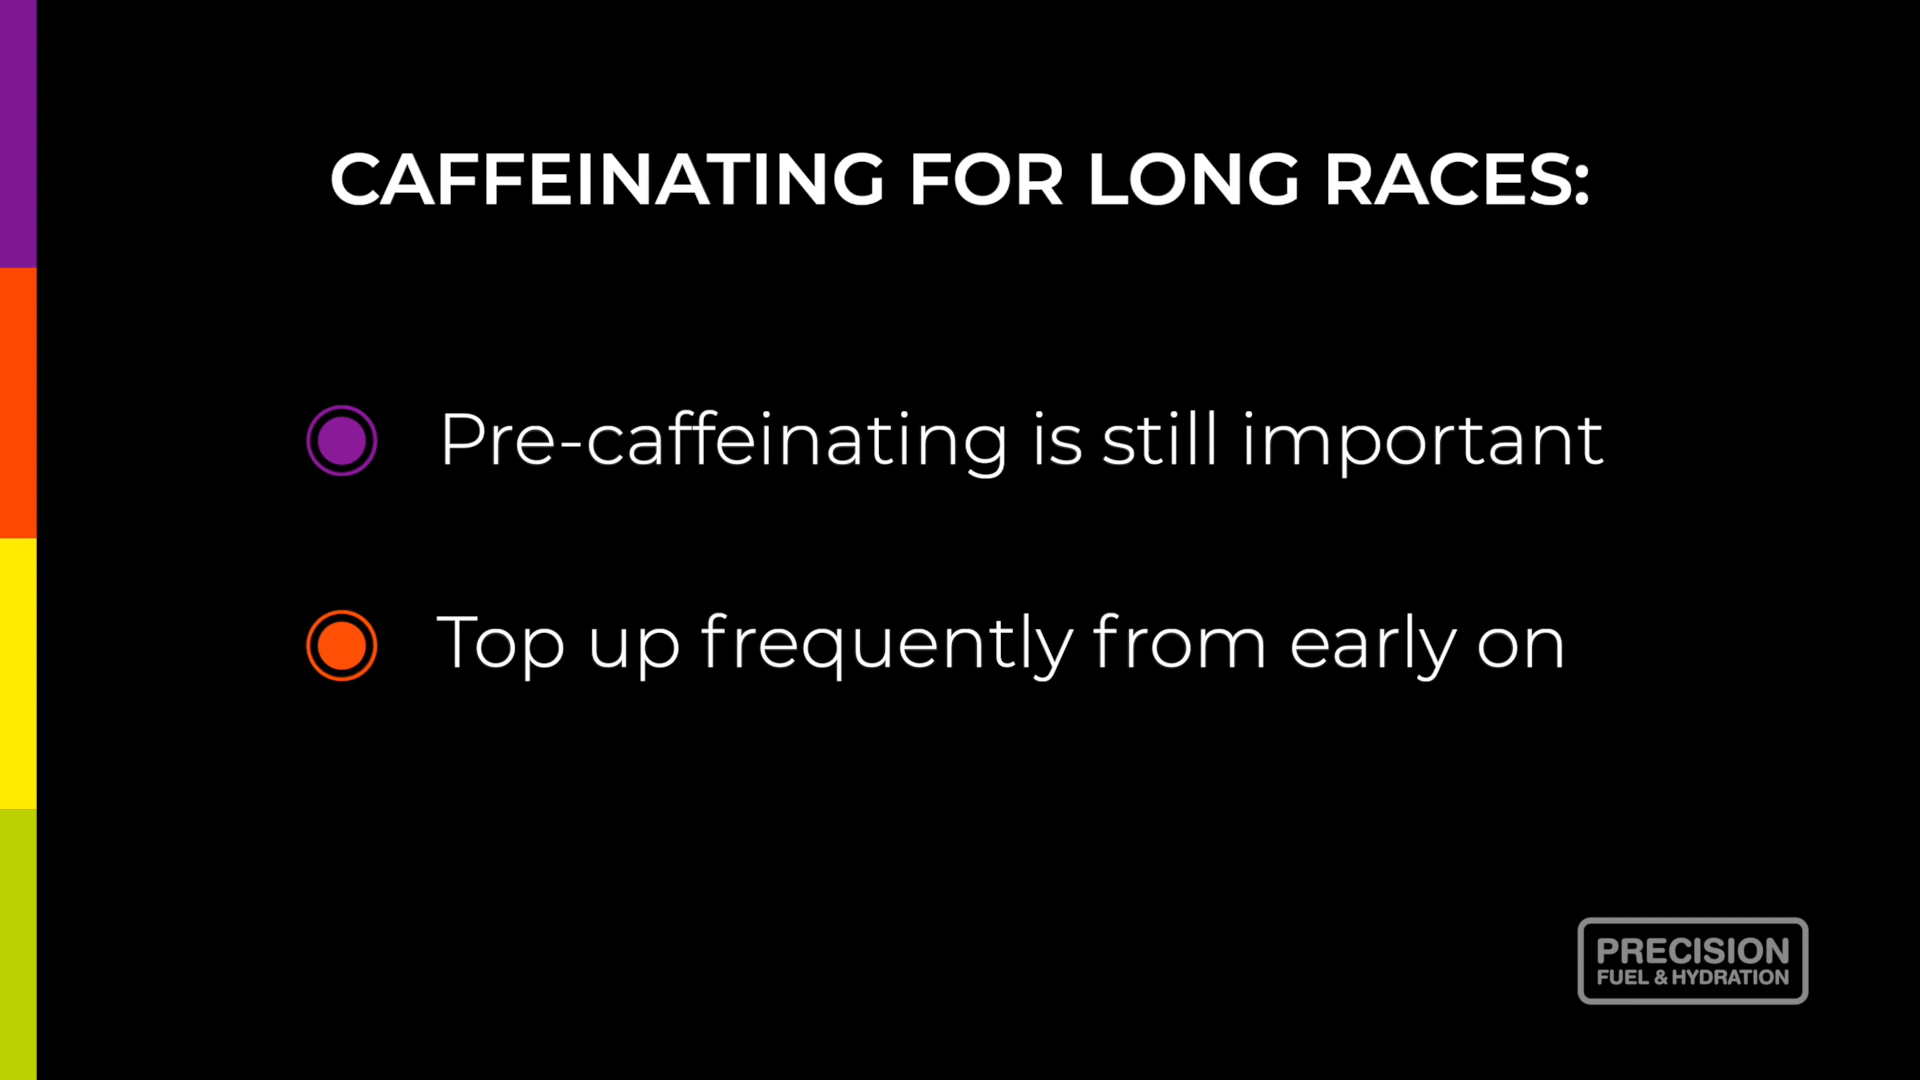 CAFFEINATING FOR LONG RACES:
Pre-caffeinating is still important
Top up frequently from early on
PRECISION
FUEL & HYDRATION